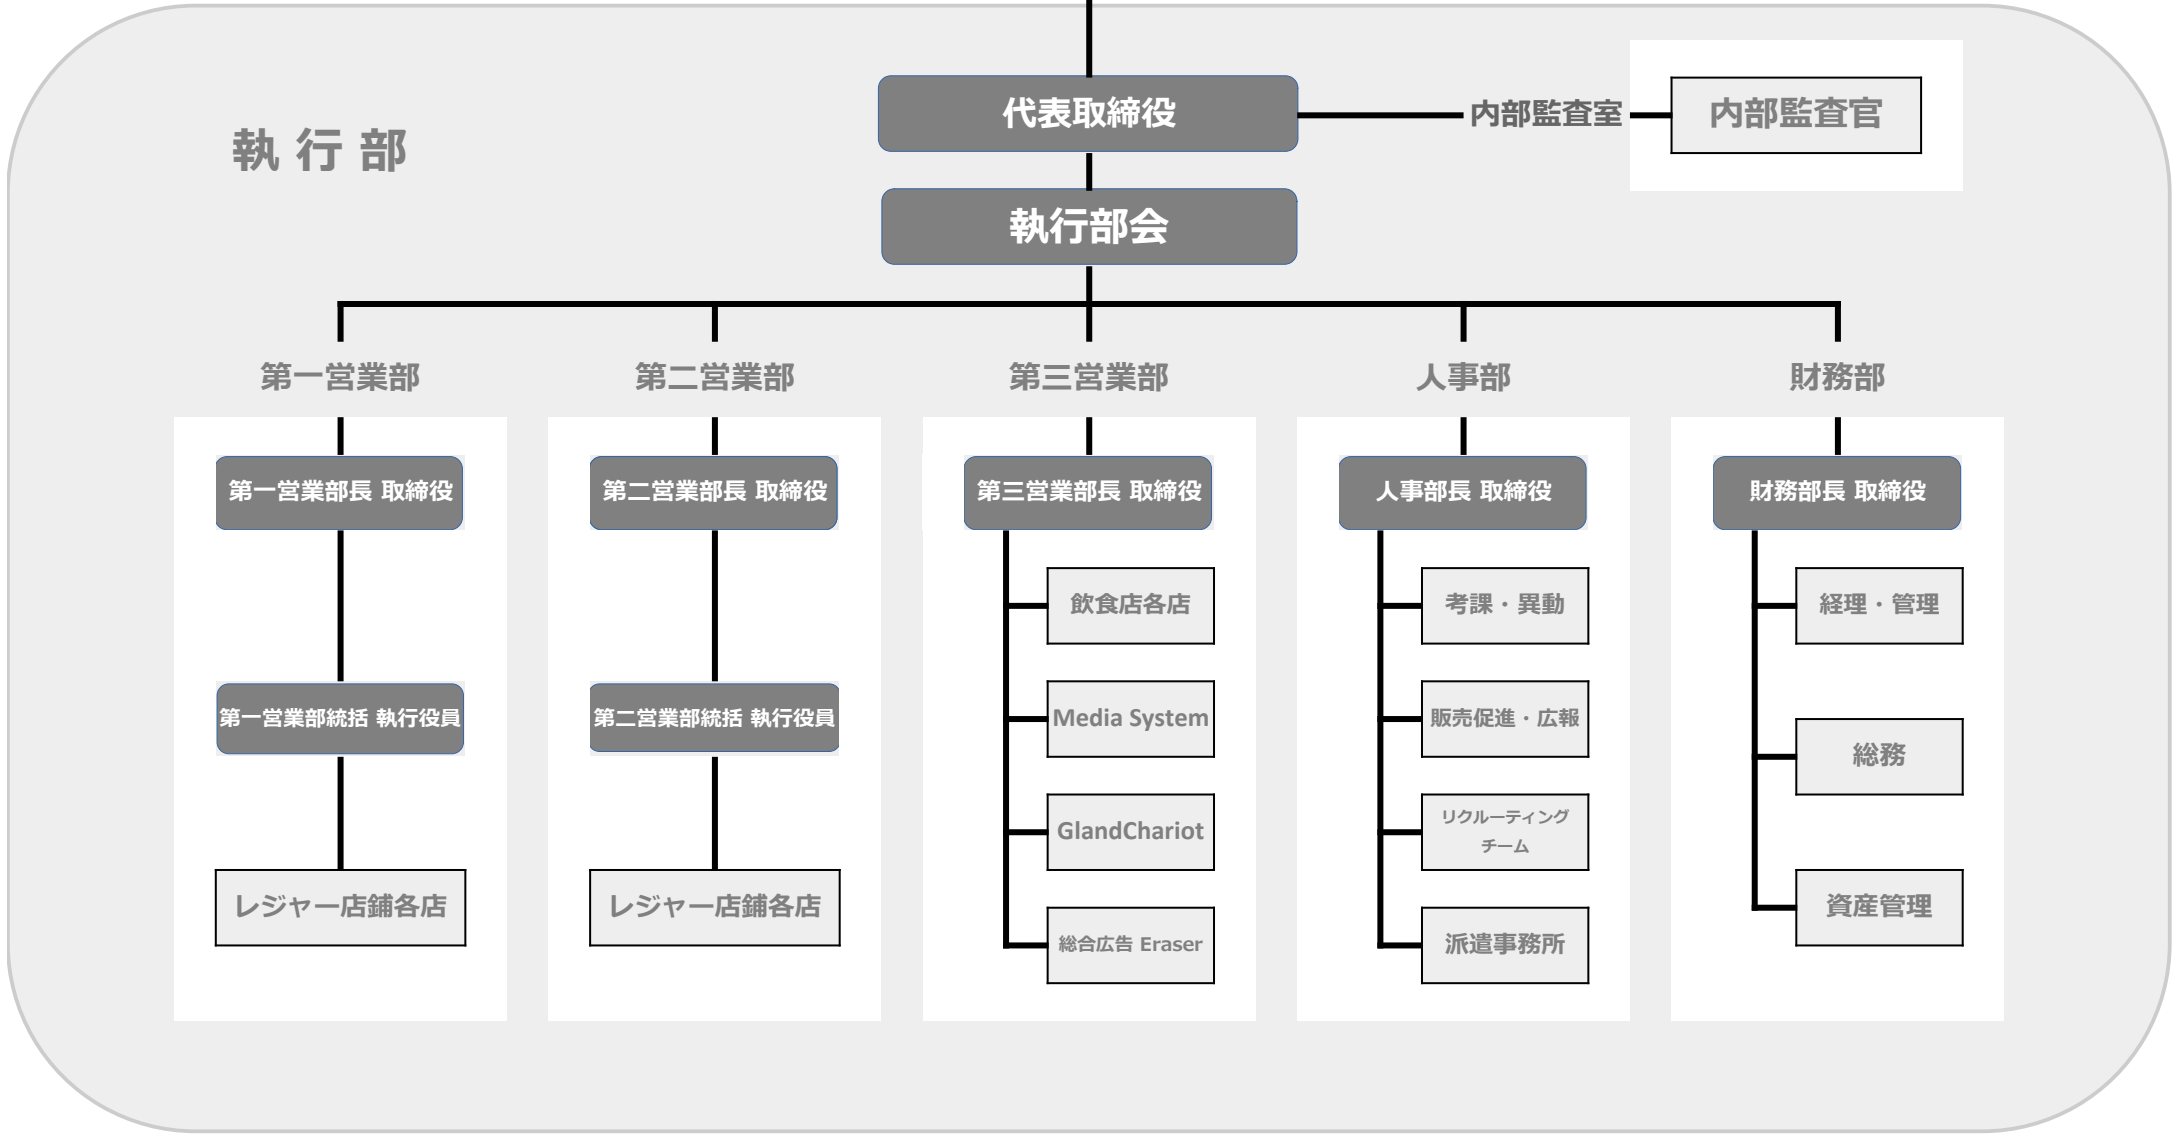 代表取締役
内部監査室
内部監査官
執 行 部
執行部会
第一営業部
第二営業部
第三営業部
人事部
財務部
第一営業部長 取締役
第二営業部長 取締役
第三営業部長 取締役
人事部長 取締役
財務部長 取締役
飲食店各店
考課・異動
経理・管理
第一営業部統括 執行役員
第二営業部統括 執行役員
Media System
販売促進・広報
総務
GlandChariot
リクルーティング
チーム
レジャー店舗各店
レジャー店舗各店
総合広告 Eraser
派遣事務所
資産管理